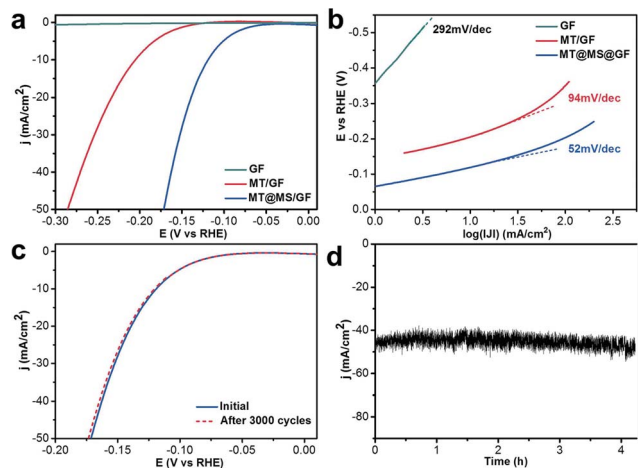 a
0
-10
-20
-30
-40
-50
j (mA/cm²)
-0.30
-0.25
-0.20
-0.15
-0.10
-0.05
0.00
E (V vs RHE)
GF
MT/GF
MT@MS/GF
b
-0.5
-0.4
-0.3
-0.2
-0.1
0.0
E vs RHE (V)
0.0
0.5
1.0
1.5
2.0
2.5
log(IJI) (mA/cm²)
292mV/dec
94mV/dec
52mV/dec
GF
MT/GF
MT@MS@GF
c
0
-10
-20
-30
-40
-50
j (mA/cm²)
-0.20
-0.15
-0.10
-0.05
0.00
E (V vs RHE)
Initial
After 3000 cycles
d
0
-20
-40
-60
-80
j (mA/cm²)
0
1
2
3
4
Time (h)